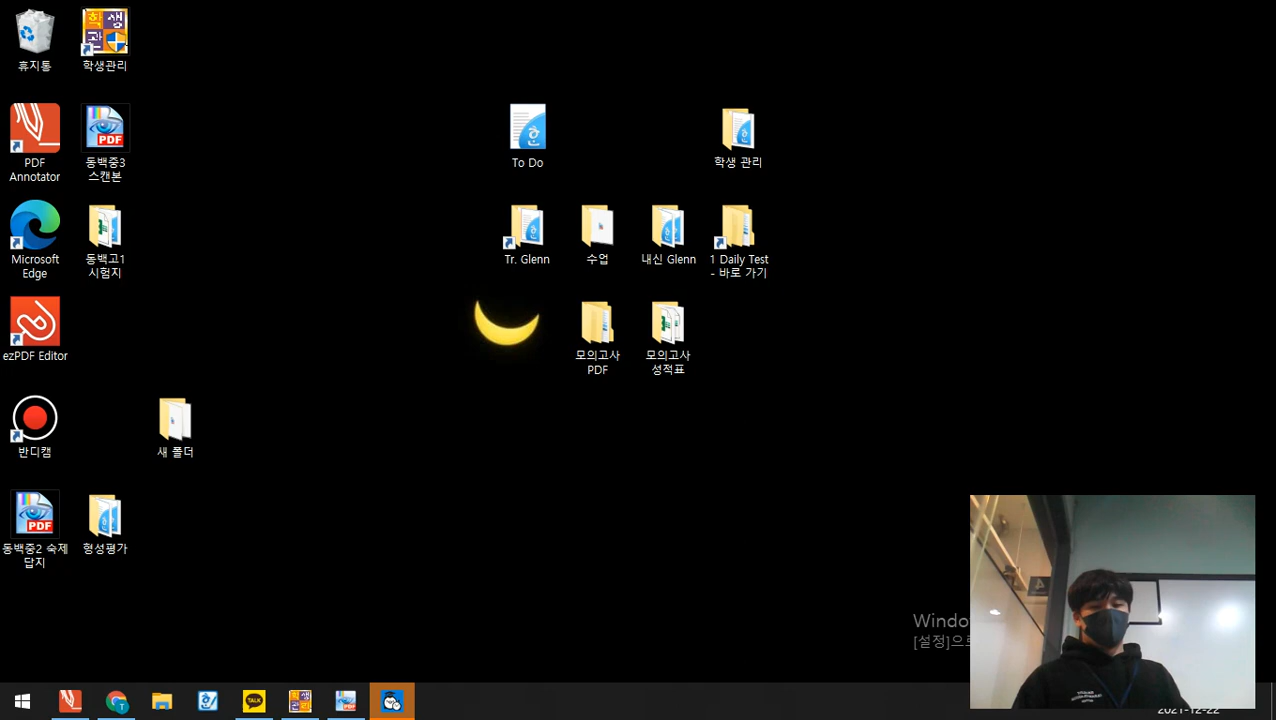 휴지통
학생관리
PDF Annotator
동백중3 스캔본
To Do
학생 관리
Microsoft Edge
동백고1 시험지
Tr. Glenn
수업
내신 Glenn
1 Daily Test - 바로 가기
ezPDF Editor
모의고사 PDF
모의고사 성적표
반디캠
새 폴더
동백중2 숙제 답지
형성평가
Windo
[설정]으로
TALK
2021-12-22